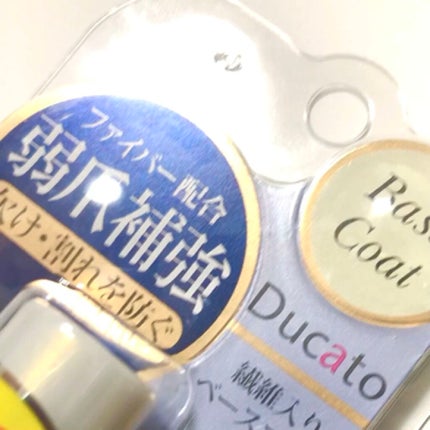 ファイバー配合
弱爪補強
欠け・割れを防ぐ
Base
Coat
Ducato
繊維入り
ベース